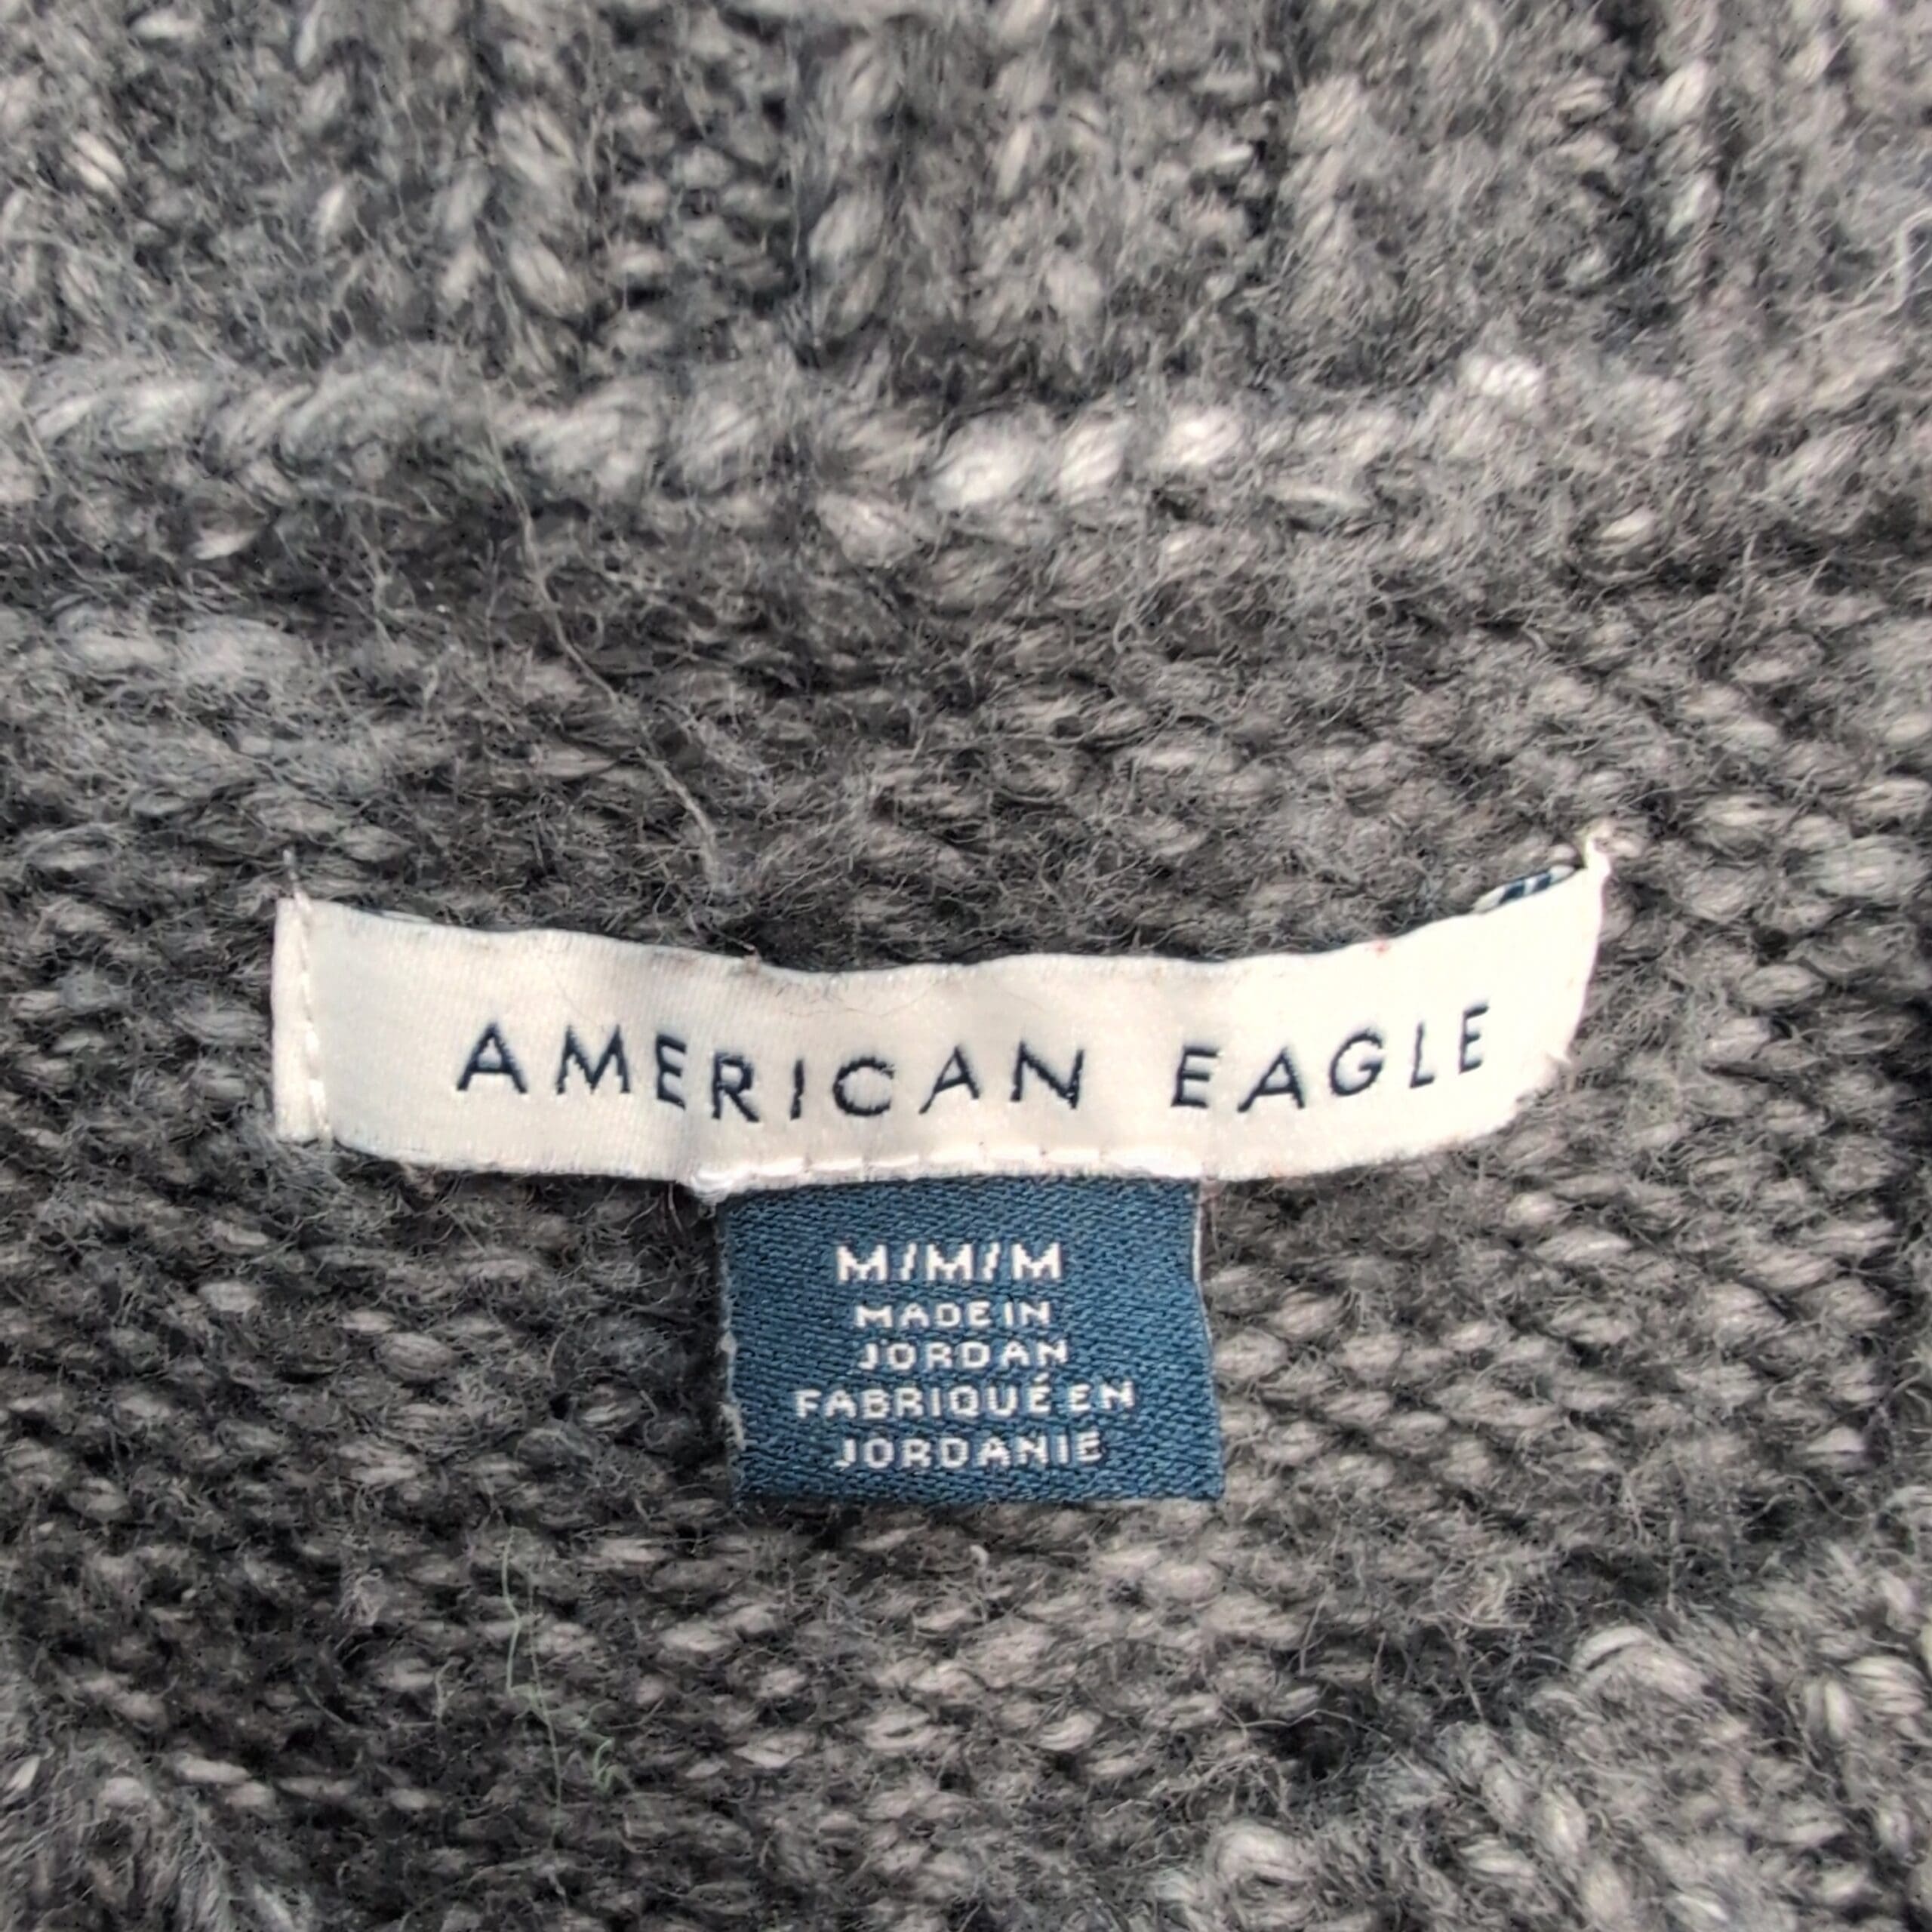 AMERICAN EAGLE
M/M/M
MADE IN
JORDAN
FABRIQUÉ EN
JORDANIE